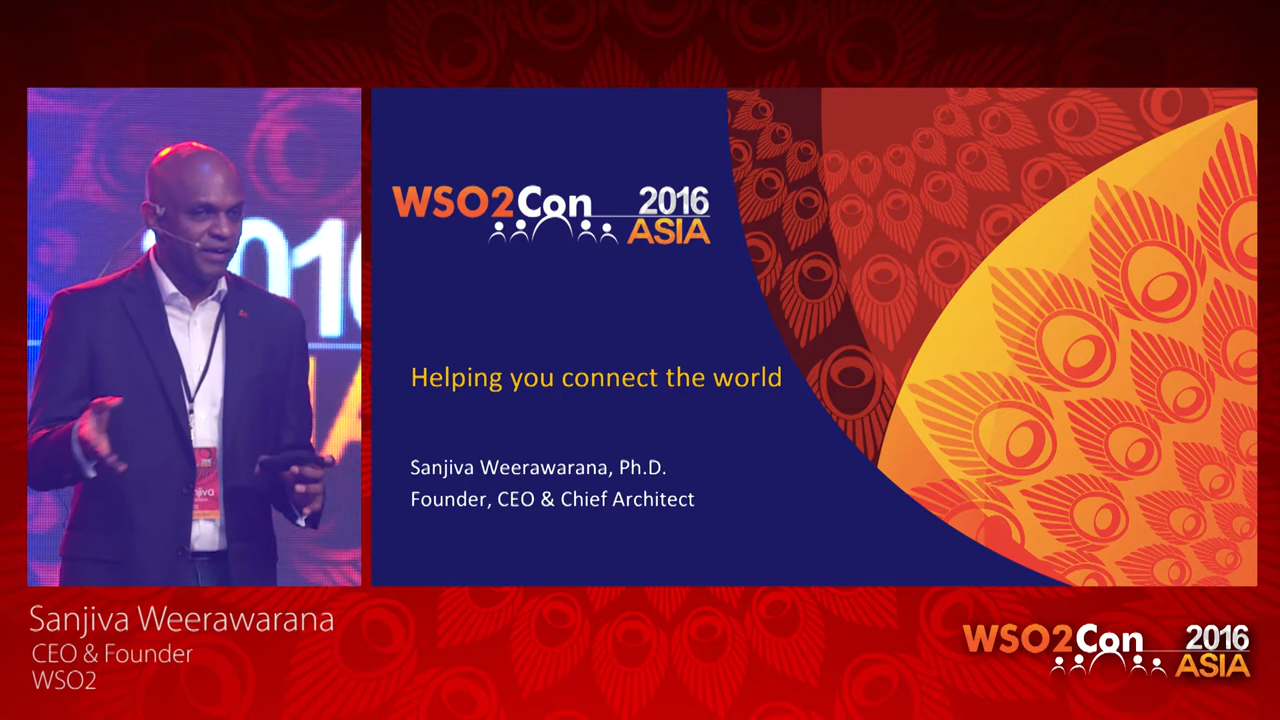 WSO2Con 2016
ASIA
Helping you connect the world
Sanjiva Weerawarana, Ph.D.
Founder, CEO & Chief Architect
Sanjiva Weerawarana
CEO & Founder
WSO2
WSO2Con 2016
ASIA